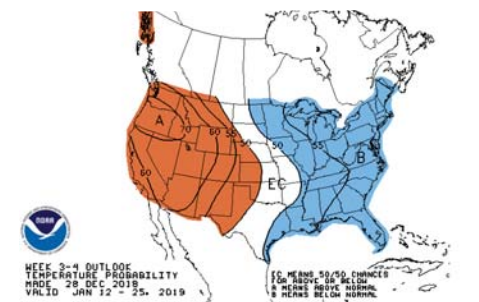 A
70
60
55
50
50
55
B
EC
60
NOAA
WEEK 3-4 OUTLOOK
TEMPERATURE PROBABILITY
MADE 28 DEC 2018
VALID JAN 12 - 25, 2019
EC MEANS 50/50 CHANCES
FOR ABOVE OR BELOW
A MEANS ABOVE NORMAL
B MEANS BELOW NORMAL